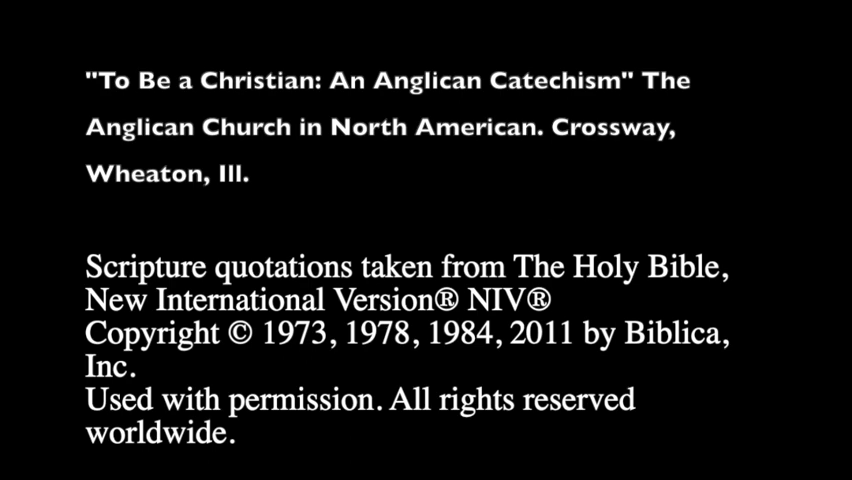 "To Be a Christian: An Anglican Catechism" The
Anglican Church in North American. Crossway,
Wheaton, Ill.
Scripture quotations taken from The Holy Bible,
New International Version® NIV®
Copyright © 1973, 1978, 1984, 2011 by Biblica,
Inc.
Used with permission. All rights reserved
worldwide.